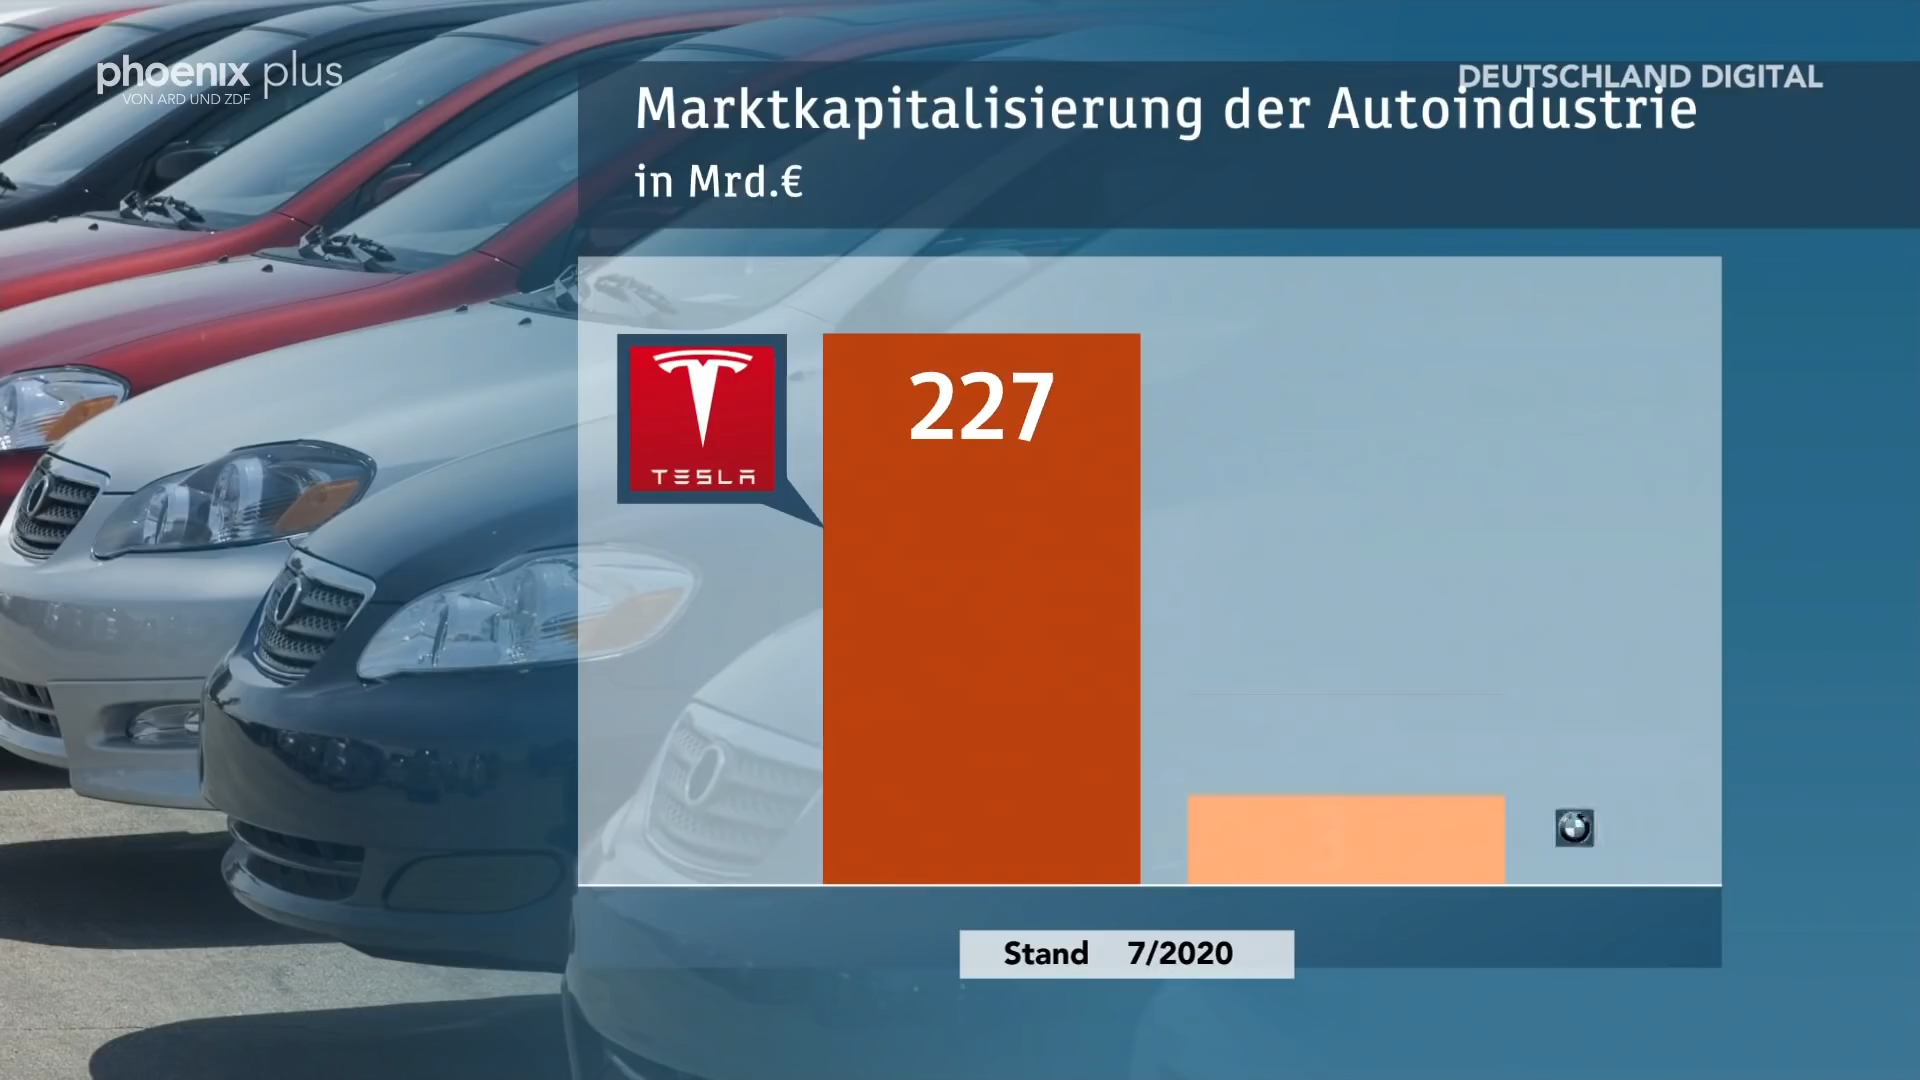 phoenix plus
VON ARD UND ZDF
DEUTSCHLAND DIGITAL
Marktkapitalisierung der Autoindustrie
in Mrd.€
227
TESLA
Stand 7/2020